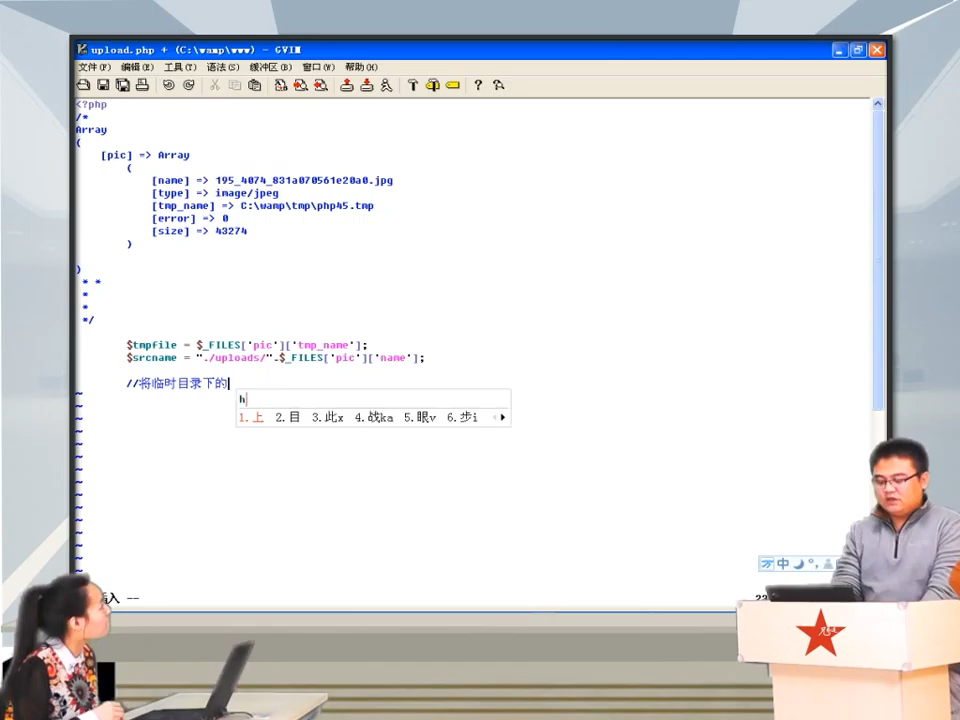 upload.php + (C:\wamp\www) - GVIM
文件(F) 编辑(E) 工具(T) 语法(S) 缓冲区(B) 窗口(W) 帮助(H)
<?php
/*
Array
(
[pic] => Array
(
[name] => 195_4074_831a070561e20a0.jpg
[type] => image/jpeg
[tmp_name] => C:\wamp\tmp\php45.tmp
[error] => 0
[size] => 43274
)
)
* *
*
*
*/
$tmpfile = $_FILES['pic']['tmp_name'];
$srcname = "./uploads/".$_FILES['pic']['name'];
//将临时目录下的
h
1.上 2.目 3.此x 4.战ka 5.眼v 6.步i
中
入 --